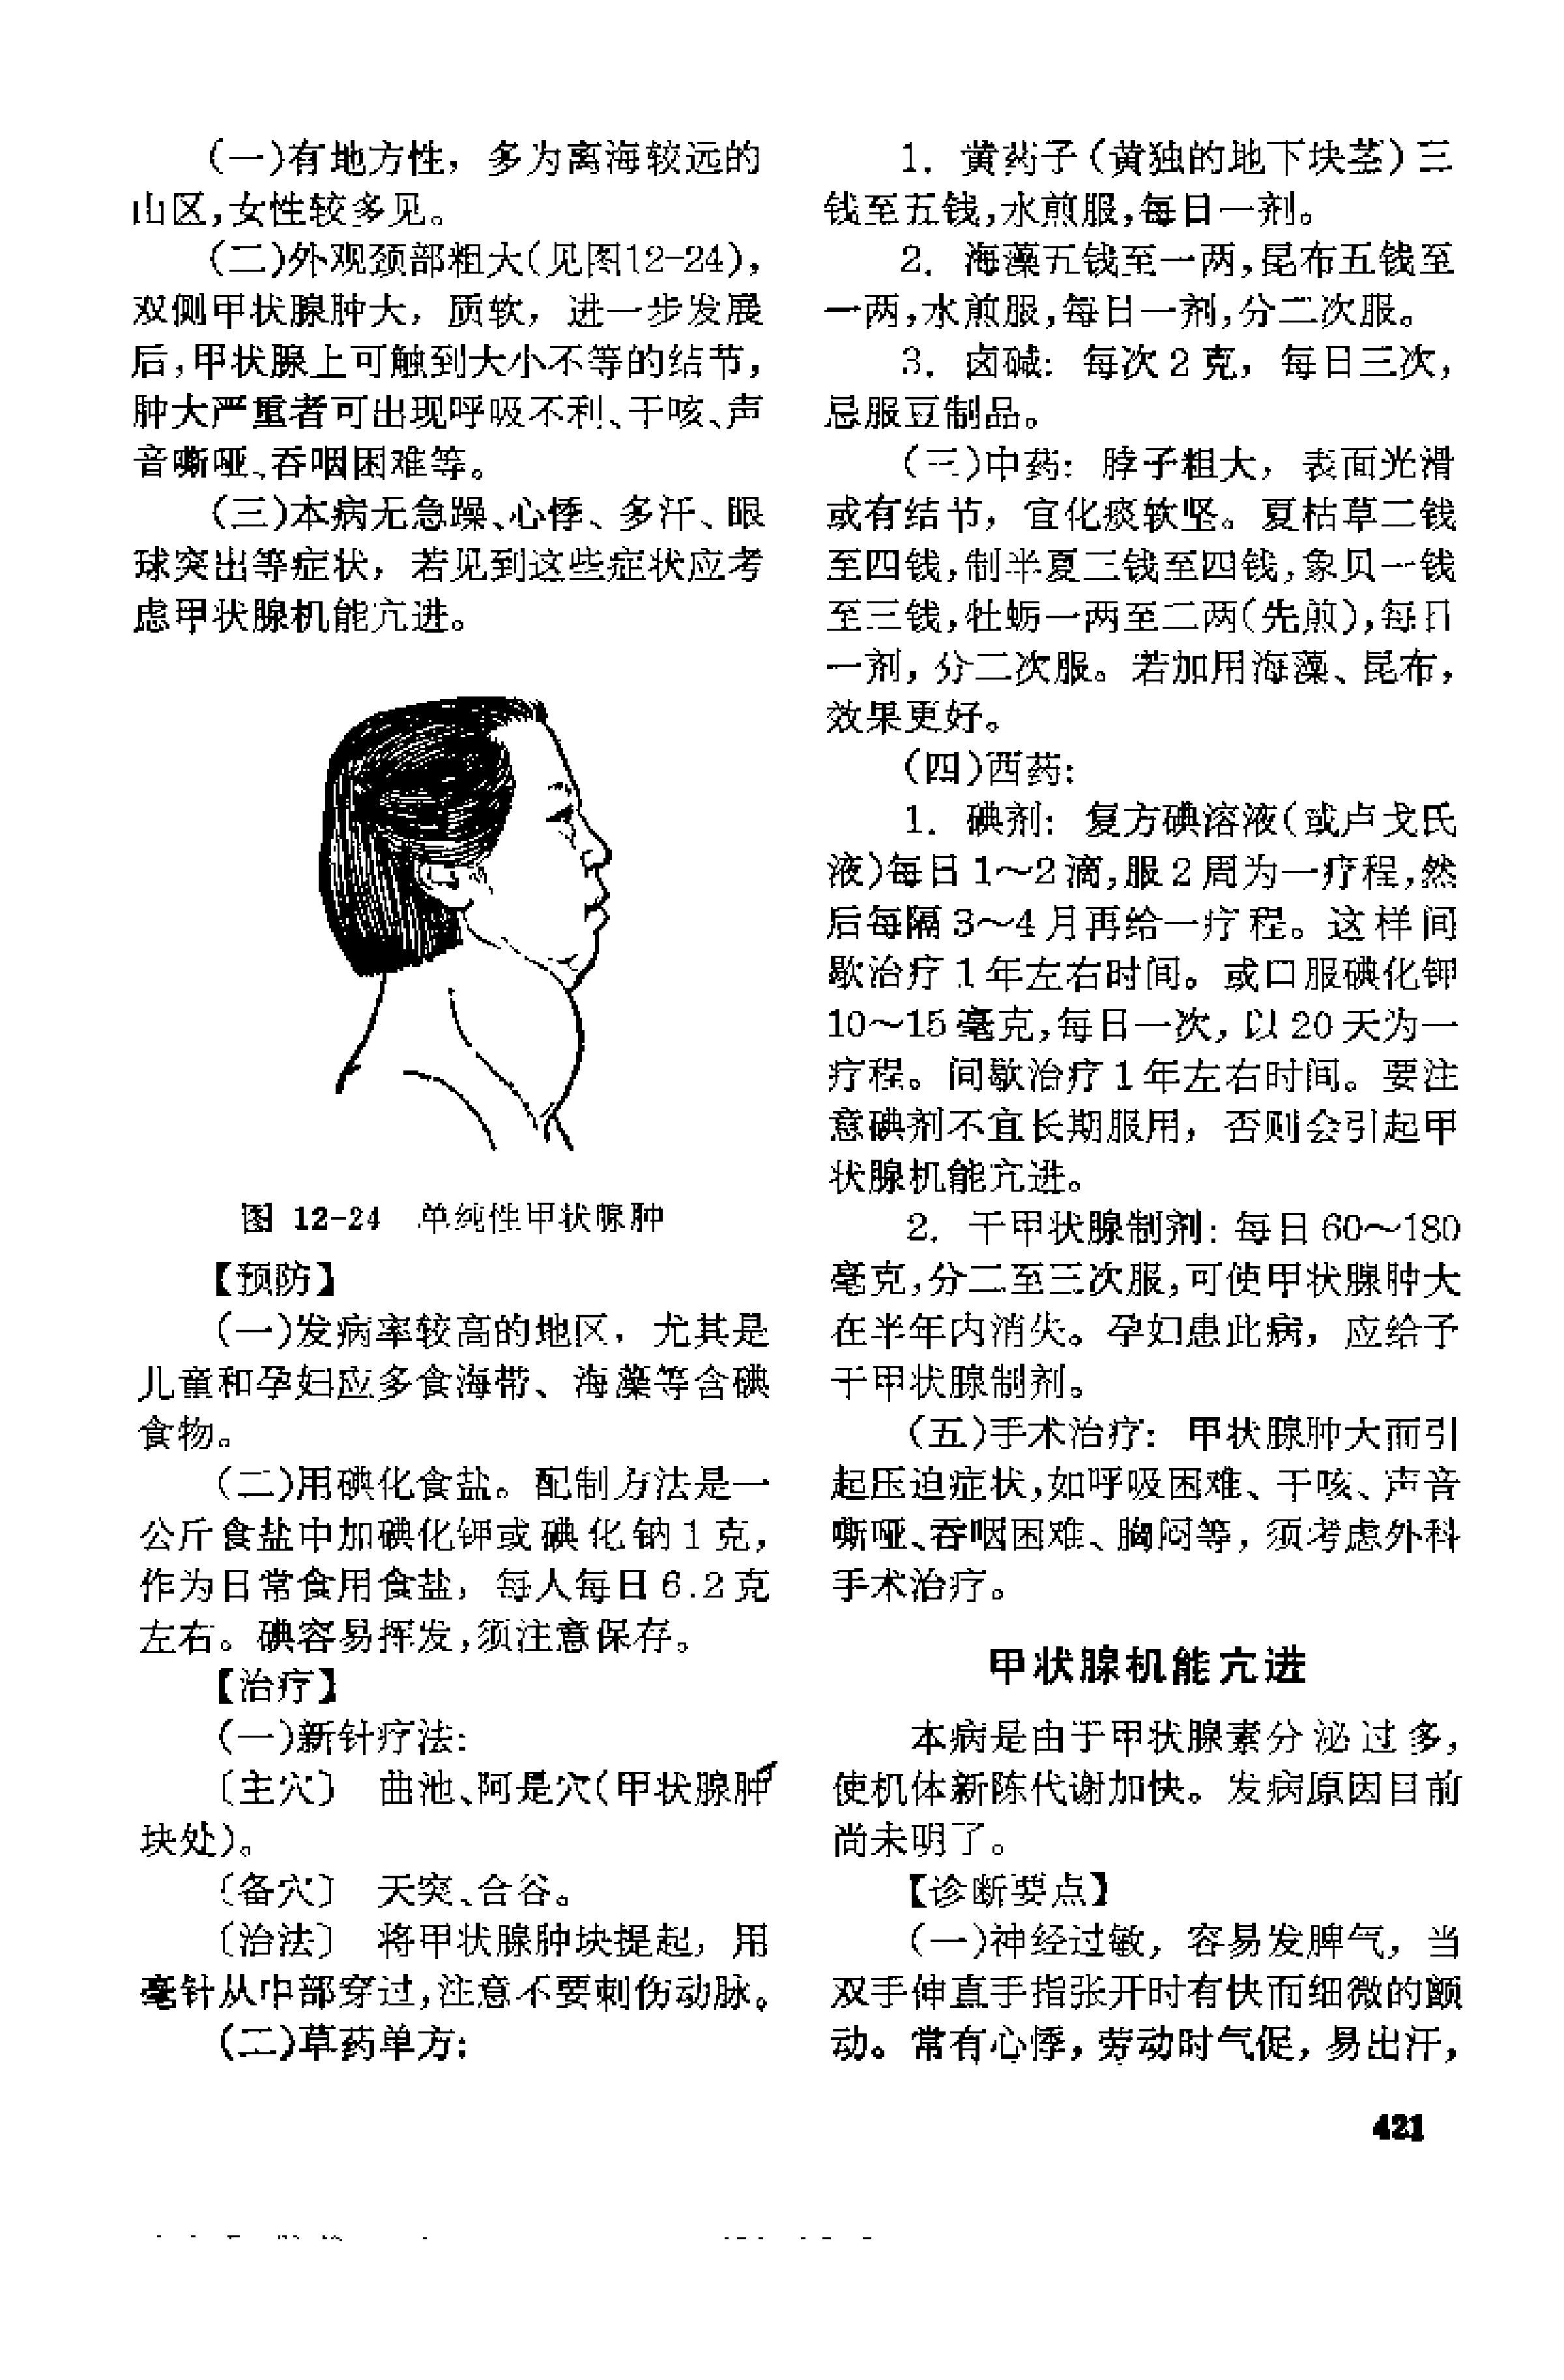 (一)有地方性，多为离海较远的
山区,女性较多见。
(二)外观颈部粗大(见图12-24)，
双侧甲状腺肿大，质软，进一步发展
后,甲状腺上可触到大小不等的结节，
肿大严重者可出现呼吸不利、干咳、声
音嘶哑、吞咽困难等。
(三)本病无急躁、心悸、多汗、眼
球突出等症状，若见到这些症状应考
虑甲状腺机能亢进。
图 12-24 单纯性甲状腺肿
【预防】
(一)发病率较高的地区，尤其是
儿童和孕妇应多食海带、海藻等含碘
食物。
(二)用碘化食盐。配制方法是一
公斤食盐中加碘化钾或碘化钠1克，
作为日常食用食盐，每人每日6.2克
左右。碘容易挥发,须注意保存。
【治疗】
(一)新针疗法：
〔主穴〕 曲池、阿是穴(甲状腺肿
块处)。
〔备穴〕 天突、合谷。
〔治法〕 将甲状腺肿块提起，用
毫针从中部穿过,注意不要刺伤动脉。
(二)草药单方：
1. 黄药子(黄独的地下块茎)三
钱至五钱,水煎服,每日一剂。
2. 海藻五钱至一两,昆布五钱至
一两,水煎服,每日一剂,分二次服。
3. 卤碱：每次2克，每日三次，
忌服豆制品。
(三)中药：脖子粗大，表面光滑
或有结节，宜化痰软坚。夏枯草二钱
至四钱,制半夏三钱至四钱,象贝一钱
至三钱,牡蛎一两至二两(先煎),每日
一剂，分二次服。若加用海藻、昆布，
效果更好。
(四)西药：
1. 碘剂：复方碘溶液(或卢戈氏
液)每日1～2滴,服2周为一疗程,然
后每隔3～4月再给一疗程。这样间
歇治疗1年左右时间。或口服碘化钾
10～15毫克,每日一次，以20天为一
疗程。间歇治疗1年左右时间。要注
意碘剂不宜长期服用，否则会引起甲
状腺机能亢进。
2. 干甲状腺制剂：每日60～180
毫克,分二至三次服,可使甲状腺肿大
在半年内消失。孕妇患此病，应给予
干甲状腺制剂。
(五)手术治疗：甲状腺肿大而引
起压迫症状,如呼吸困难、干咳、声音
嘶哑、吞咽困难、胸闷等，须考虑外科
手术治疗。
甲状腺机能亢进
本病是由于甲状腺素分泌过多，
使机体新陈代谢加快。发病原因目前
尚未明了。
【诊断要点】
(一)神经过敏，容易发脾气，当
双手伸直手指张开时有快而细微的颤
动。常有心悸，劳动时气促，易出汗，
421